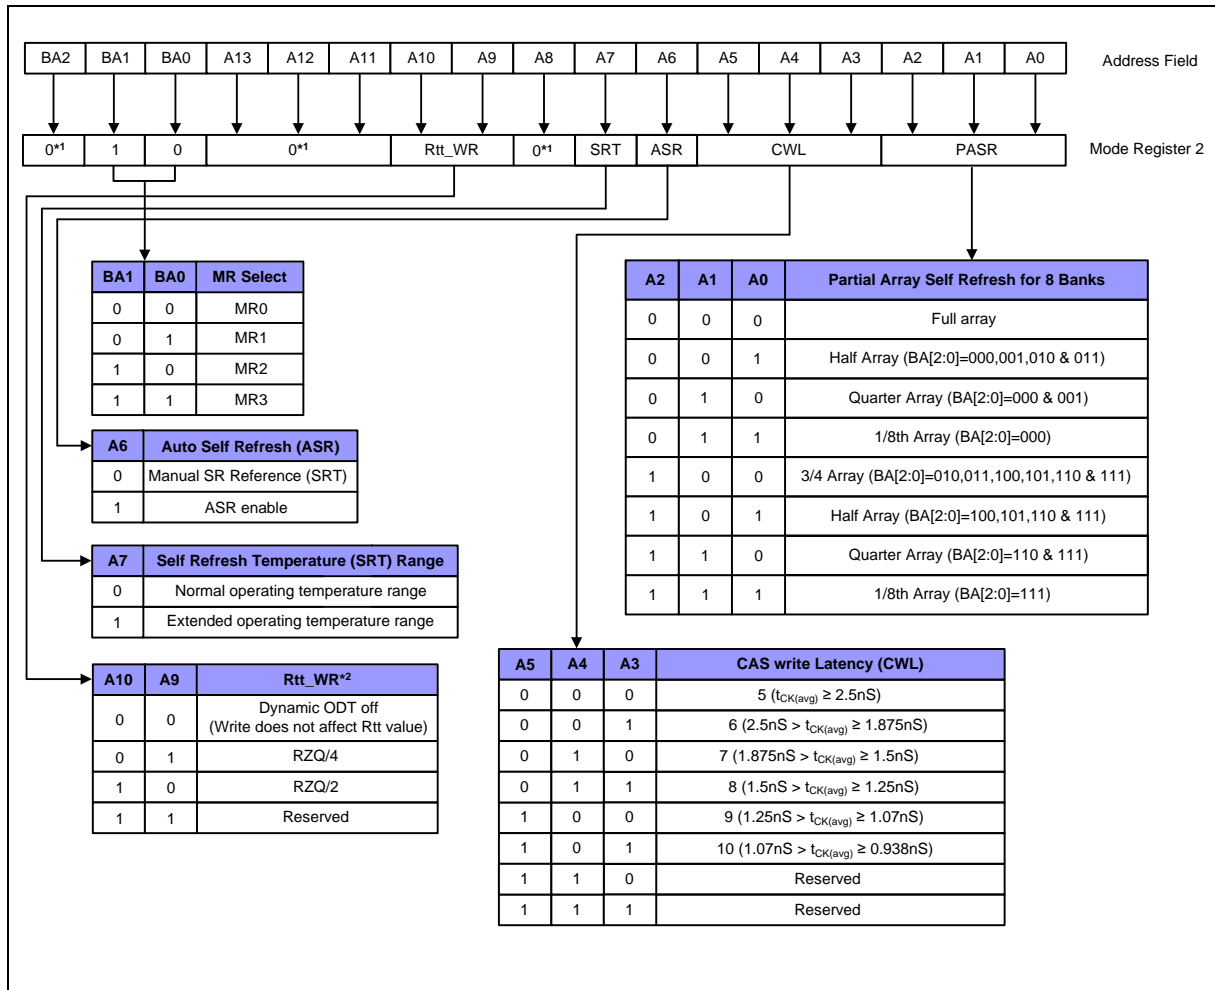 BA2 BA1 BA0 A13 A12 A11 A10 A9 A8 A7 A6 A5 A4 A3 A2 A1 A0 Address Field
0*1 1 0 0*1 Rtt_WR 0*1 SRT ASR CWL PASR Mode Register 2
BA1 BA0 MR Select
0 0 MR0
0 1 MR1
1 0 MR2
1 1 MR3
A6 Auto Self Refresh (ASR)
0 Manual SR Reference (SRT)
1 ASR enable
A7 Self Refresh Temperature (SRT) Range
0 Normal operating temperature range
1 Extended operating temperature range
A10 A9 Rtt_WR*2
0 0 Dynamic ODT off
(Write does not affect Rtt value)
0 1 RZQ/4
1 0 RZQ/2
1 1 Reserved
A2 A1 A0 Partial Array Self Refresh for 8 Banks
0 0 0 Full array
0 0 1 Half Array (BA[2:0]=000,001,010 & 011)
0 1 0 Quarter Array (BA[2:0]=000 & 001)
0 1 1 1/8th Array (BA[2:0]=000)
1 0 0 3/4 Array (BA[2:0]=010,011,100,101,110 & 111)
1 0 1 Half Array (BA[2:0]=100,101,110 & 111)
1 1 0 Quarter Array (BA[2:0]=110 & 111)
1 1 1 1/8th Array (BA[2:0]=111)
A5 A4 A3 CAS write Latency (CWL)
0 0 0 5 (tCK(avg) ≥ 2.5nS)
0 0 1 6 (2.5nS > tCK(avg) ≥ 1.875nS)
0 1 0 7 (1.875nS > tCK(avg) ≥ 1.5nS)
0 1 1 8 (1.5nS > tCK(avg) ≥ 1.25nS)
1 0 0 9 (1.25nS > tCK(avg) ≥ 1.07nS)
1 0 1 10 (1.07nS > tCK(avg) ≥ 0.938nS)
1 1 0 Reserved
1 1 1 Reserved